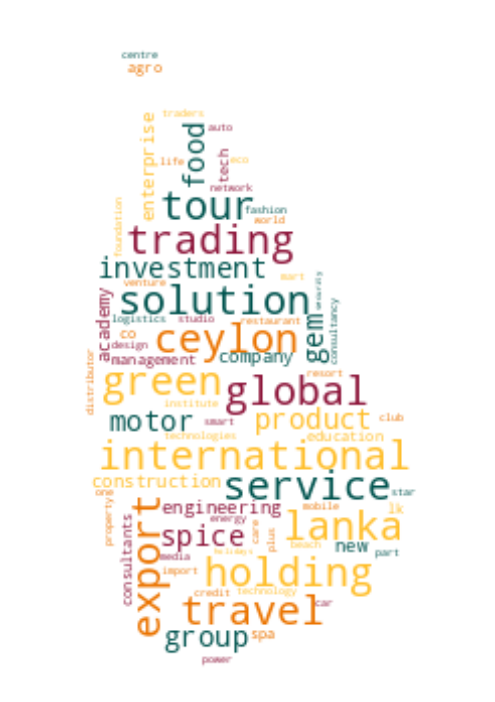 centre
agro
traders
enterprise
food
auto
life
tech
eco
network
tour
fashion
world
foundation
trading
investment
venture
mart
security
solution
academy
logistics
studio
restaurant
gem
consultancy
co
ceylon
design
management
company
distributor
green
resort
global
institute
motor
smart
product
club
technologies
education
international
construction
service
one
star
property
export
engineering
mobile
lk
energy
consultants
spice
care
plus
lanka
beach
new
part
media
holidays
import
holding
credit
technology
travel
car
group
spa
power